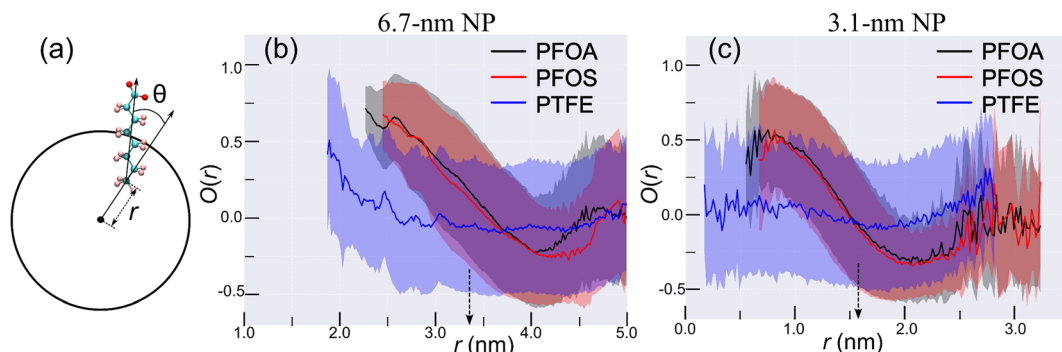 6.7-nm NP
3.1-nm NP
(a)
θ
r
(b)
PFOA
PFOS
PTFE
1.0
0.5
0.0
-0.5
O(r)
1.0 2.0 3.0 4.0 5.0
r (nm)
(c)
PFOA
PFOS
PTFE
1.0
0.5
0.0
-0.5
O(r)
0.0 1.0 2.0 3.0
r (nm)